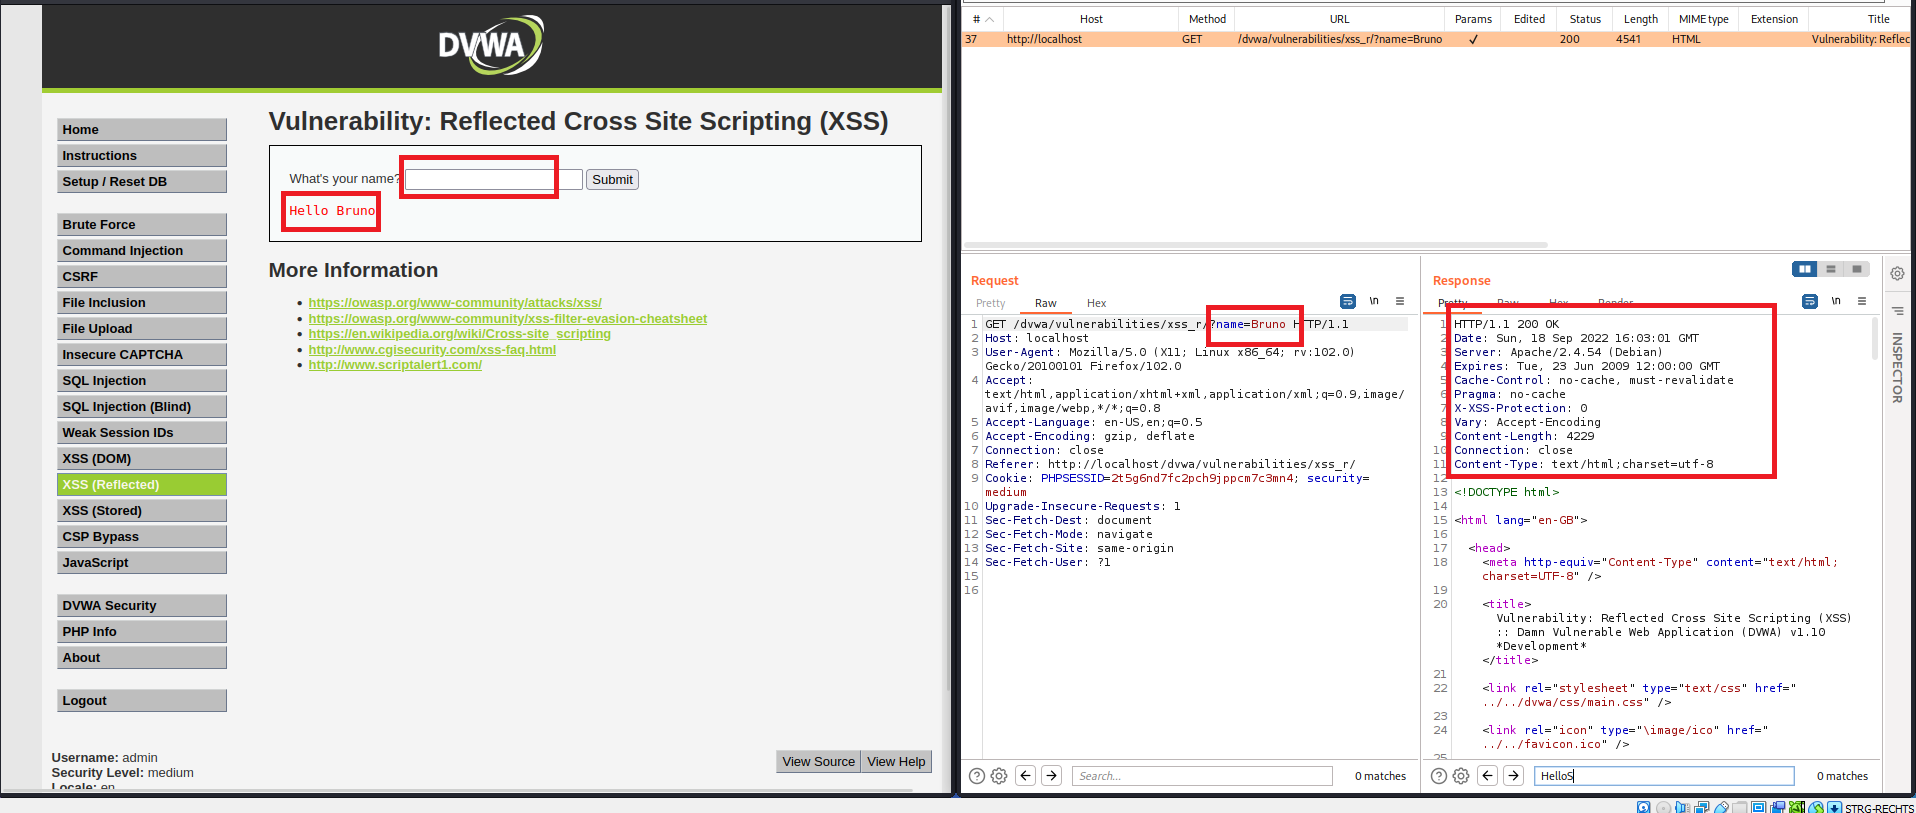 DVWA
Home
Instructions
Setup / Reset DB
Brute Force
Command Injection
CSRF
File Inclusion
File Upload
Insecure CAPTCHA
SQL Injection
SQL Injection (Blind)
Weak Session IDs
XSS (DOM)
XSS (Reflected)
XSS (Stored)
CSP Bypass
JavaScript
DVWA Security
PHP Info
About
Logout
Username: admin
Security Level: medium
Locale: en
Vulnerability: Reflected Cross Site Scripting (XSS)
What's your name?
Submit
Hello Bruno
More Information
• https://owasp.org/www-community/attacks/xss/
• https://owasp.org/www-community/xss-filter-evasion-cheatsheet
• https://en.wikipedia.org/wiki/Cross-site_scripting
• http://www.cgisecurity.com/xss-faq.html
• http://www.scriptalert1.com/
View Source View Help
# Host Method URL Params Edited Status Length MIME type Extension Title
37 http://localhost GET /dvwa/vulnerabilities/xss_r/?name=Bruno ✓ 200 4541 HTML Vulnerability: Reflec
Request
Pretty Raw Hex
\n
1 GET /dvwa/vulnerabilities/xss_r/?name=Bruno HTTP/1.1
2 Host: localhost
3 User-Agent: Mozilla/5.0 (X11; Linux x86_64; rv:102.0)
Gecko/20100101 Firefox/102.0
4 Accept:
text/html,application/xhtml+xml,application/xml;q=0.9,image/
avif,image/webp,*/*;q=0.8
5 Accept-Language: en-US,en;q=0.5
6 Accept-Encoding: gzip, deflate
7 Connection: close
8 Referer: http://localhost/dvwa/vulnerabilities/xss_r/
9 Cookie: PHPSESSID=2t5g6nd7fc2pch9jppcm7c3mn4; security=
medium
10 Upgrade-Insecure-Requests: 1
11 Sec-Fetch-Dest: document
12 Sec-Fetch-Mode: navigate
13 Sec-Fetch-Site: same-origin
14 Sec-Fetch-User: ?1
15
16
Search...
0 matches
Response
Pretty Raw Hex Render
\n
1 HTTP/1.1 200 OK
2 Date: Sun, 18 Sep 2022 16:03:01 GMT
3 Server: Apache/2.4.54 (Debian)
4 Expires: Tue, 23 Jun 2009 12:00:00 GMT
5 Cache-Control: no-cache, must-revalidate
6 Pragma: no-cache
7 X-XSS-Protection: 0
8 Vary: Accept-Encoding
9 Content-Length: 4229
10 Connection: close
11 Content-Type: text/html;charset=utf-8
12
13 <!DOCTYPE html>
14
15 <html lang="en-GB">
16
17 <head>
18 <meta http-equiv="Content-Type" content="text/html;
charset=UTF-8" />
19
20 <title>
Vulnerability: Reflected Cross Site Scripting (XSS)
:: Damn Vulnerable Web Application (DVWA) v1.10
*Development*
</title>
21
22 <link rel="stylesheet" type="text/css" href="
../../dvwa/css/main.css" />
23
24 <link rel="icon" type="\image/ico" href="
../../favicon.ico" />
25
HelloS
0 matches
INSPECTOR
STRG-RECHTS